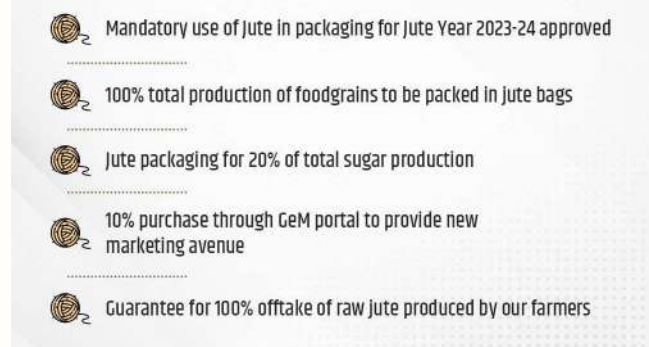 Mandatory use of Jute in packaging for Jute Year 2023-24 approved
100% total production of foodgrains to be packed in jute bags
Jute packaging for 20% of total sugar production
10% purchase through GeM portal to provide new
marketing avenue
Guarantee for 100% offtake of raw jute produced by our farmers